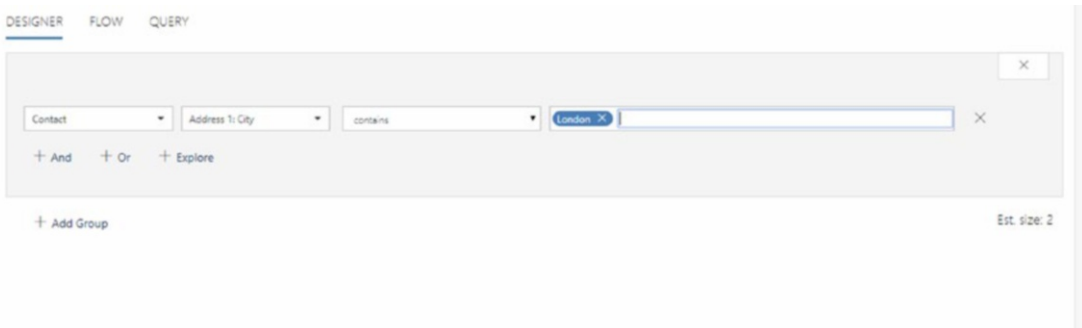 DESIGNER FLOW QUERY
×
Contact Address 1: City contains London × ×
+ And + Or + Explore
+ Add Group Est. size: 2